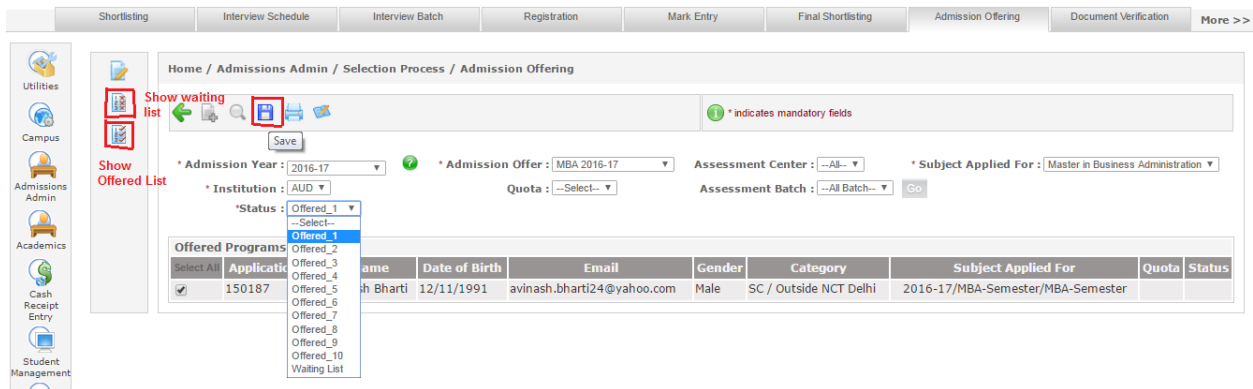 Shortlisting Interview Schedule Interview Batch Registration Mark Entry Final Shortlisting Admission Offering Document Verification More >>
Utilities
Campus
Admissions
Admin
Academics
Cash
Receipt
Entry
Student
Management
Show waiting
list
Show
Offered List
Home / Admissions Admin / Selection Process / Admission Offering
* indicates mandatory fields
Save
* Admission Year : 2016-17 * Admission Offer : MBA 2016-17 Assessment Center : --All-- * Subject Applied For : Master in Business Administration
* Institution : AUD Quota : --Select-- Assessment Batch : --All Batch-- Go
*Status : Offered_1
--Select--
Offered_1
Offered_2
Offered_3
Offered_4
Offered_5
Offered_6
Offered_7
Offered_8
Offered_9
Offered_10
Waiting List
Offered Programs
Select All Applicatio ame Date of Birth Email Gender Category Subject Applied For Quota Status
150187 sh Bharti 12/11/1991 avinash.bharti24@yahoo.com Male SC / Outside NCT Delhi 2016-17/MBA-Semester/MBA-Semester